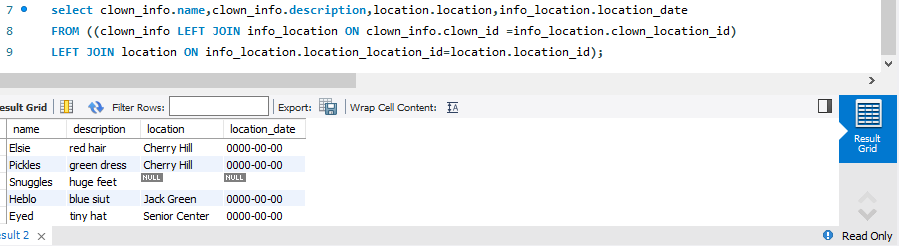 7 select clown_info.name,clown_info.description,location.location,info_location.location_date
8 FROM ((clown_info LEFT JOIN info_location ON clown_info.clown_id =info_location.clown_location_id)
9 LEFT JOIN location ON info_location.location_location_id=location.location_id);
esult Grid Filter Rows: Export: Wrap Cell Content: IA
name description location location_date
Elsie red hair Cherry Hill 0000-00-00
Pickles green dress Cherry Hill 0000-00-00
Snuggles huge feet NULL NULL
Heblo blue siut Jack Green 0000-00-00
Eyed tiny hat Senior Center 0000-00-00
Result
Grid
esult 2 × Read Only